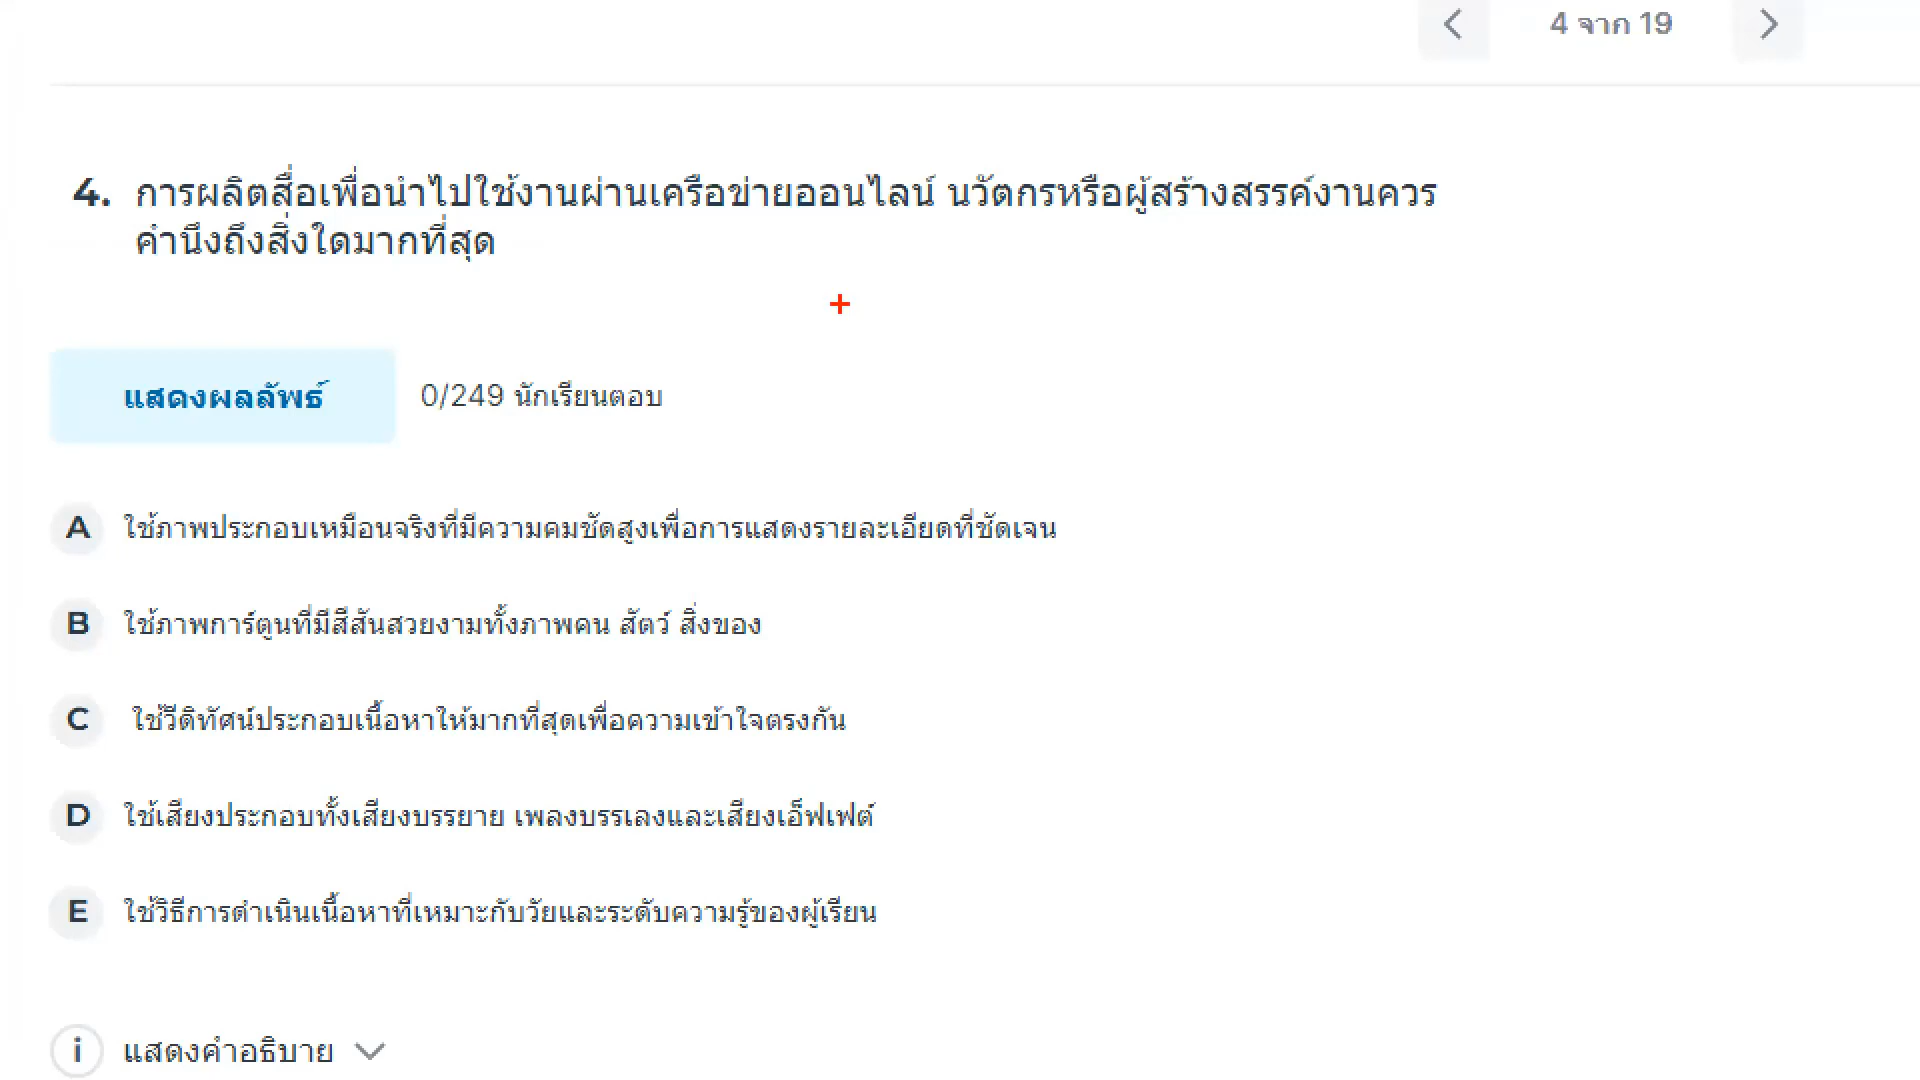 4 จาก 19
4. การผลิตสื่อเพื่อนำไปใช้งานผ่านเครือข่ายออนไลน์ นวัตกรหรือผู้สร้างสรรค์งานควร
คำนึงถึงสิ่งใดมากที่สุด
แสดงผลลัพธ์ 0/249 นักเรียนตอบ
A ใช้ภาพประกอบเหมือนจริงที่มีความคมชัดสูงเพื่อการแสดงรายละเอียดที่ชัดเจน
B ใช้ภาพการ์ตูนที่มีสีสันสวยงามทั้งภาพคน สัตว์ สิ่งของ
C ใช้วีดิทัศน์ประกอบเนื้อหาให้มากที่สุดเพื่อความเข้าใจตรงกัน
D ใช้เสียงประกอบทั้งเสียงบรรยาย เพลงบรรเลงและเสียงเอ็ฟเฟต์
E ใช้วิธีการดำเนินเนื้อหาที่เหมาะกับวัยและระดับความรู้ของผู้เรียน
i แสดงคำอธิบาย